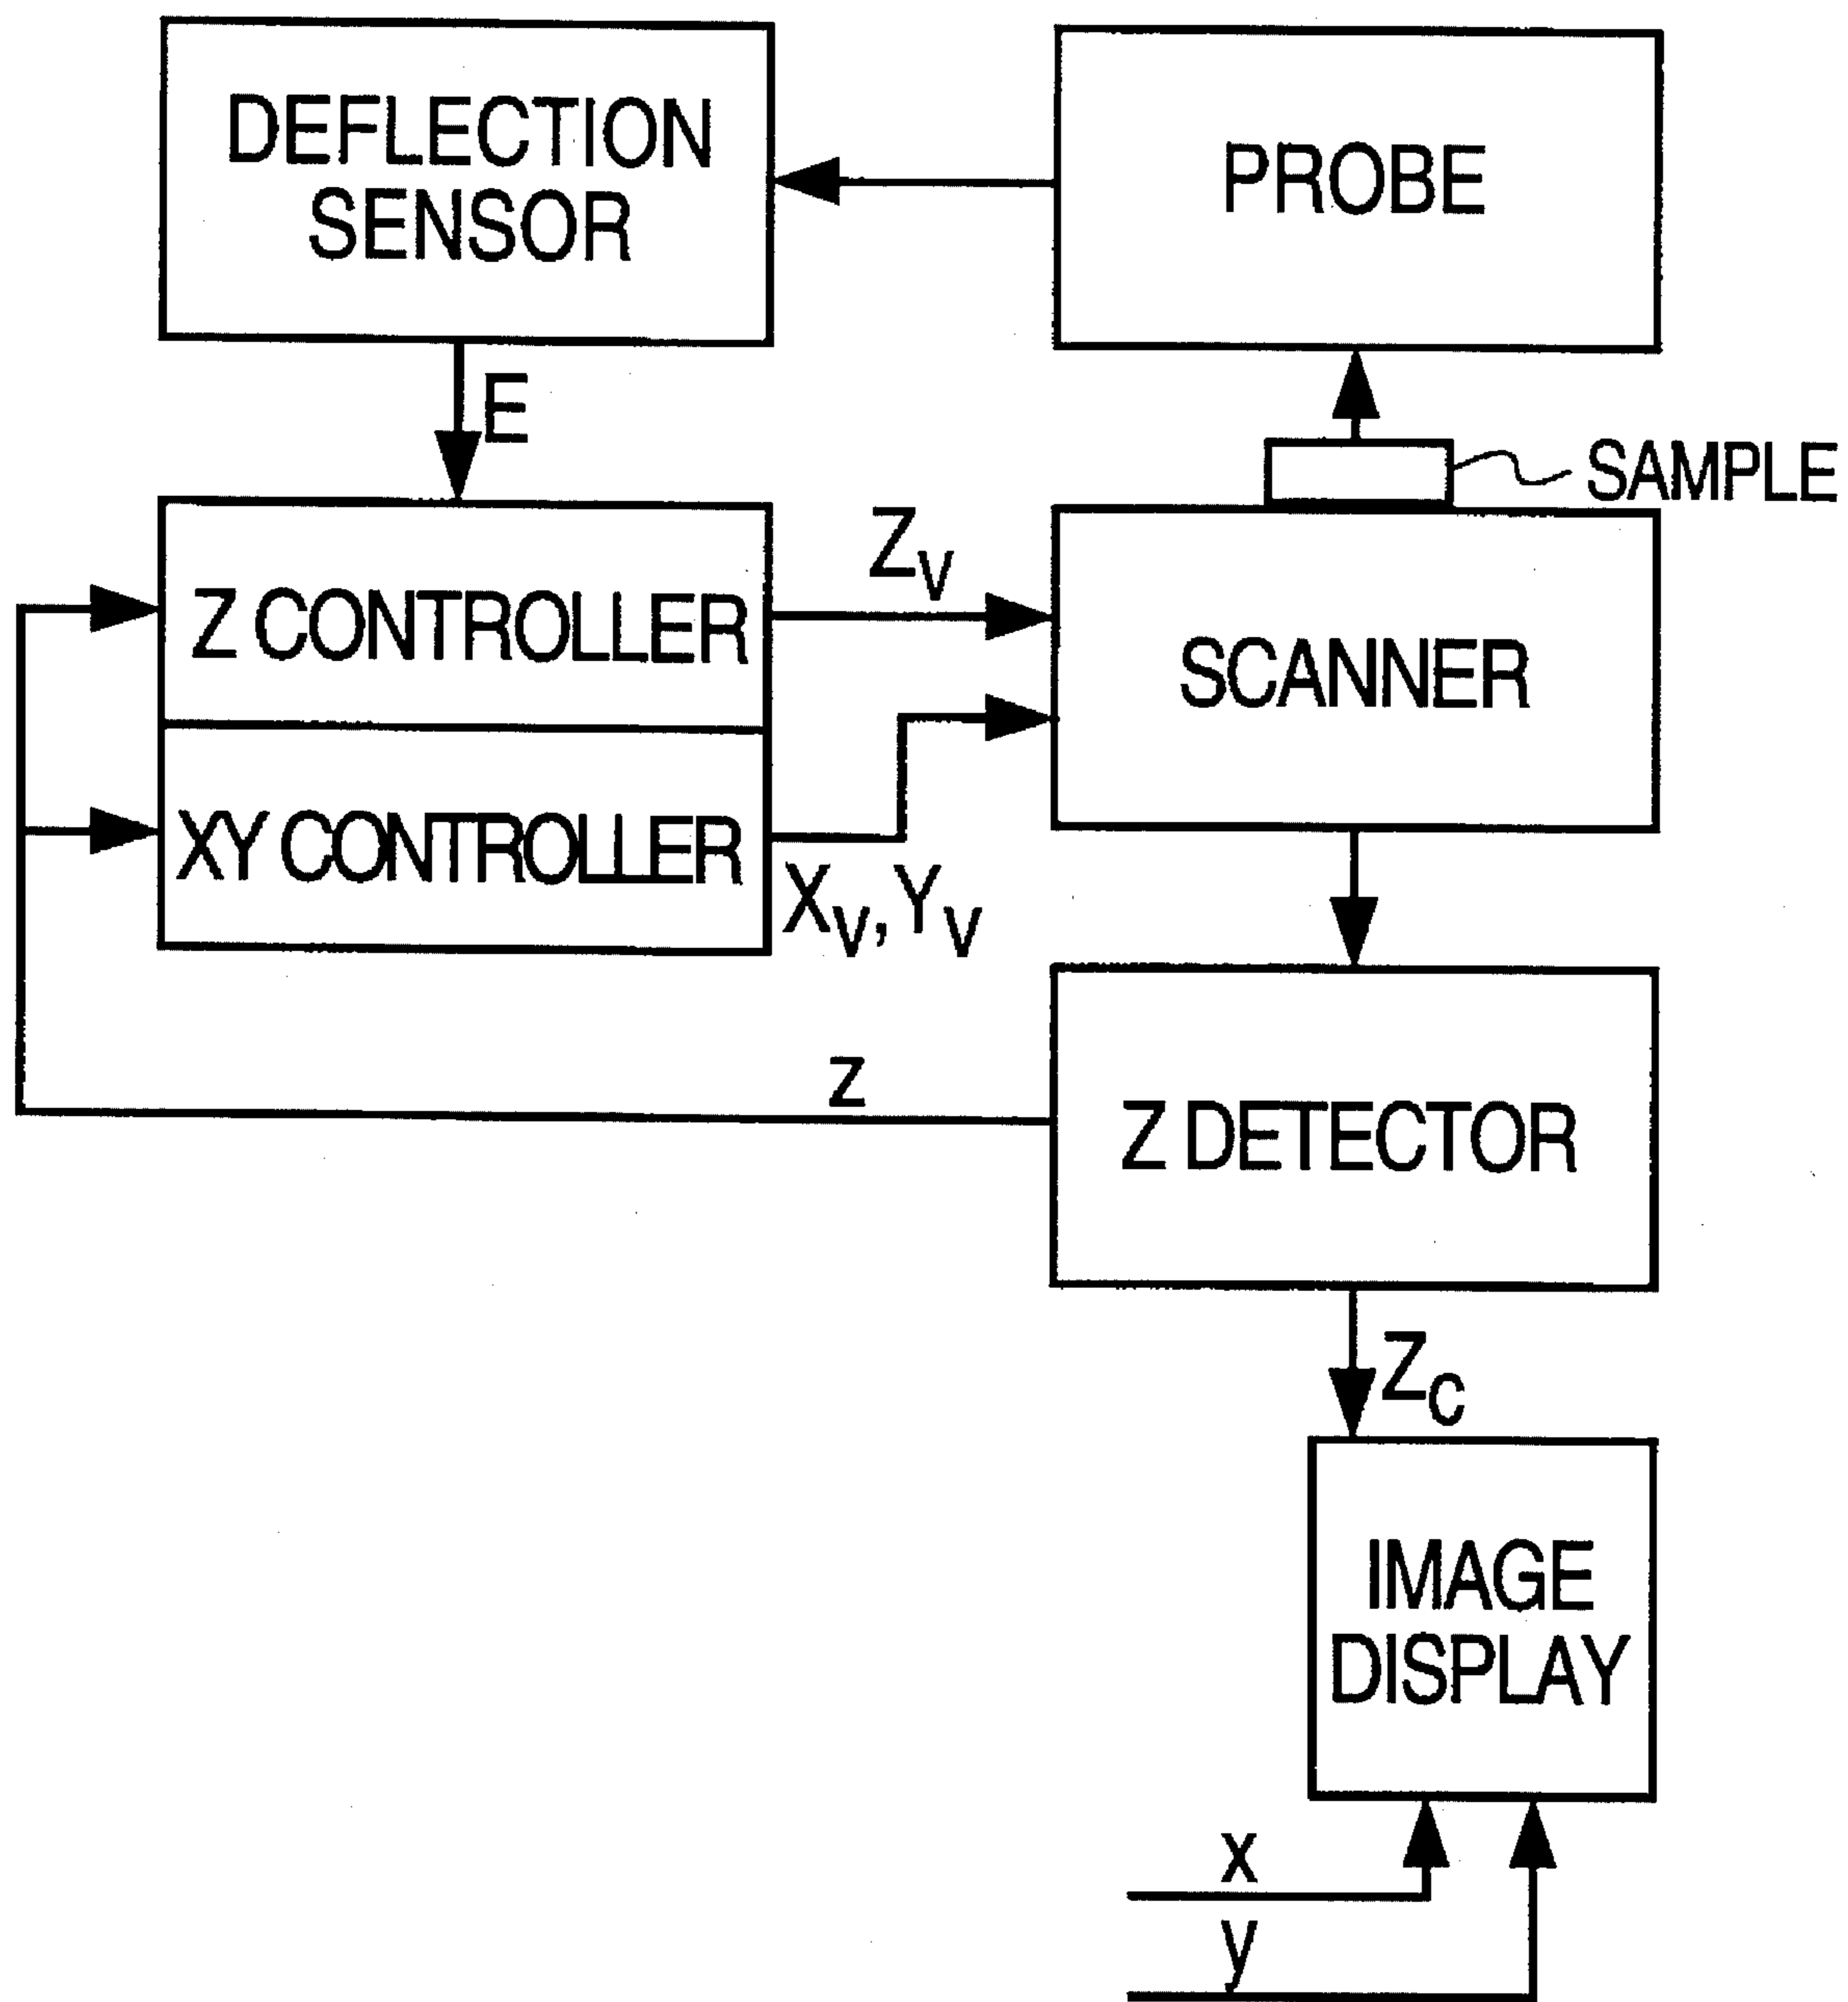 DEFLECTION
SENSOR
PROBE
E
SAMPLE
Z CONTROLLER
Zv
SCANNER
XY CONTROLLER
Xv, Yv
z
Z DETECTOR
Zc
IMAGE
DISPLAY
x
y